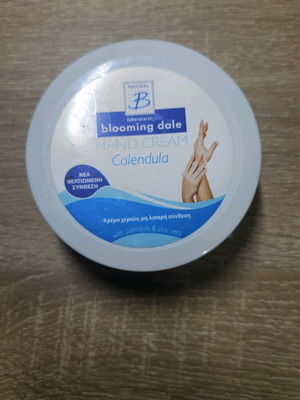 NATURAL
B
laboratories
blooming dale
HAND CREAM
Calendula
ΝΕΑ
ΒΕΛΤΙΩΜΕΝΗ
ΣΥΝΘΕΣΗ
Κρέμα χεριών, μη λιπαρή σύνθεση
with calendula & aloe vera